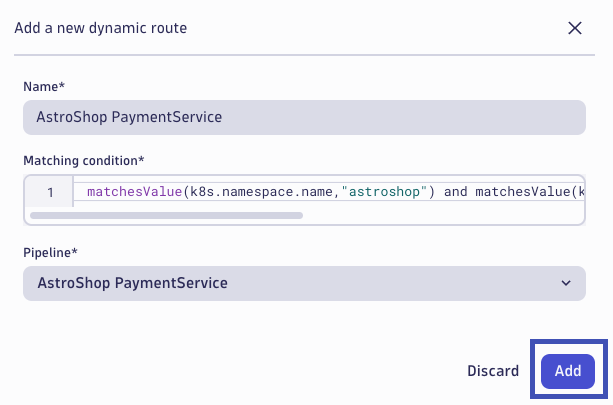 Add a new dynamic route
Name*
AstroShop PaymentService
Matching condition*
1 matchesValue(k8s.namespace.name,"astroshop") and matchesValue(k
Pipeline*
AstroShop PaymentService
Discard Add